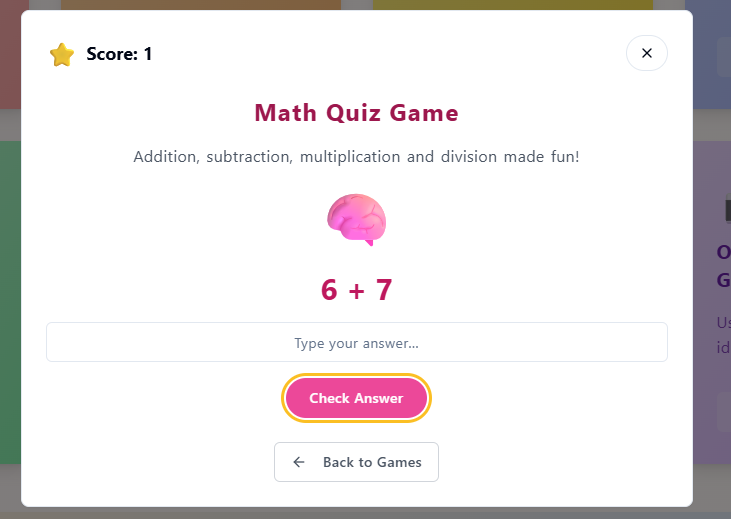 Score: 1
Math Quiz Game
Addition, subtraction, multiplication and division made fun!
6 + 7
Type your answer...
Check Answer
Back to Games